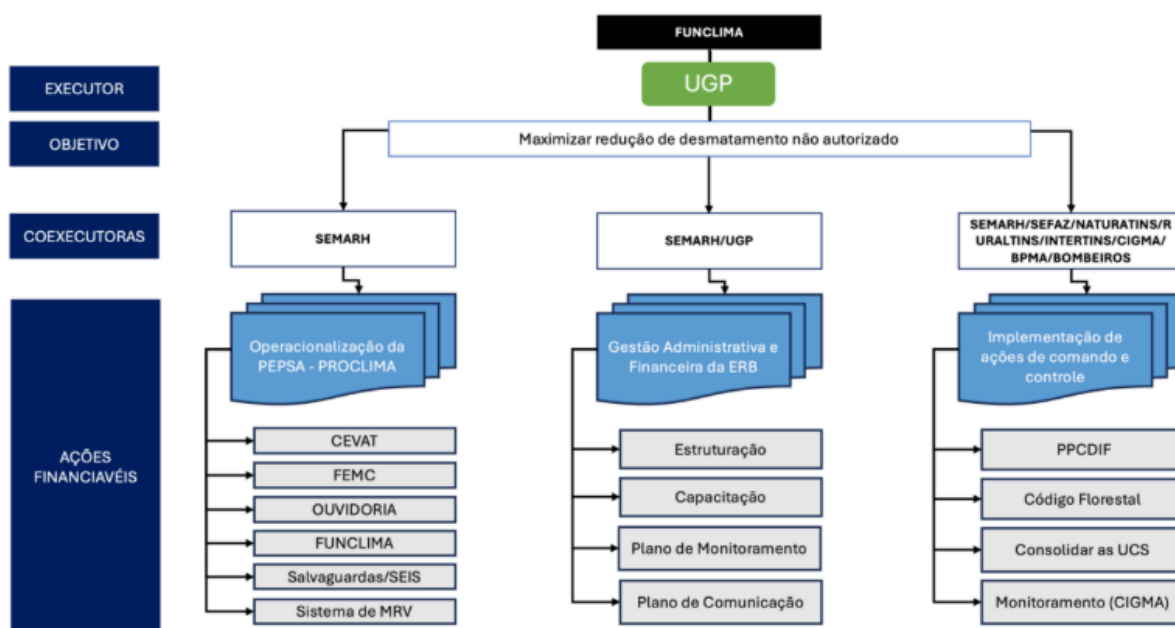 FUNCLIMA
EXECUTOR
UGP
OBJETIVO
Maximizar redução de desmatamento não autorizado
COEXECUTORAS
SEMARH
SEMARH/UGP
SEMARH/SEFAZ/NATURATINS/R
URALTINS/INTERTINS/CIGMA/
BPMA/BOMBEIROS
AÇÕES
FINANCIAVÉIS
Operacionalização da
PEPSA - PROCLIMA
CEVAT
FEMC
OUVIDORIA
FUNCLIMA
Salvaguardas/SEIS
Sistema de MRV
Gestão Administrativa e
Financeira da ERB
Estruturação
Capacitação
Plano de Monitoramento
Plano de Comunicação
Implementação de
ações de comando e
controle
PPCDIF
Código Florestal
Consolidar as UCS
Monitoramento (CIGMA)